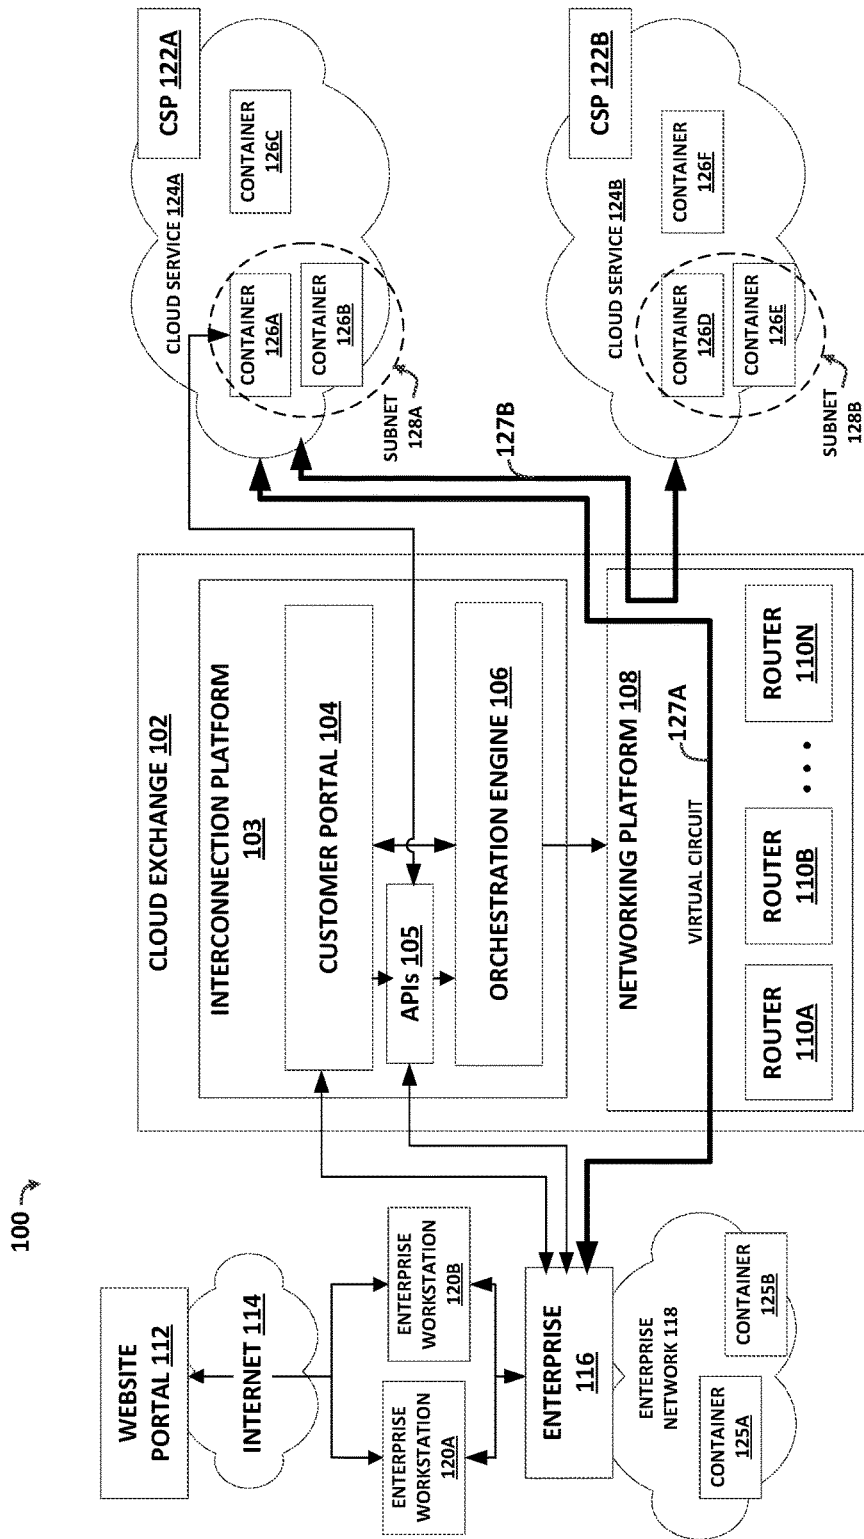 100
WEBSITE
PORTAL 112
INTERNET 114
ENTERPRISE
WORKSTATION
120A
ENTERPRISE
WORKSTATION
120B
ENTERPRISE
116
ENTERPRISE
NETWORK 118
CONTAINER
125A
CONTAINER
125B
CLOUD EXCHANGE 102
INTERCONNECTION PLATFORM
103
CUSTOMER PORTAL 104
APIs 105
ORCHESTRATION ENGINE 106
NETWORKING PLATFORM 108
VIRTUAL CIRCUIT
127A
ROUTER
110A
ROUTER
110B
• • •
ROUTER
110N
127B
CSP 122A
CLOUD SERVICE 124A
CONTAINER
126A
CONTAINER
126B
CONTAINER
126C
SUBNET
128A
CSP 122B
CLOUD SERVICE 124B
CONTAINER
126D
CONTAINER
126E
CONTAINER
126F
SUBNET
128B